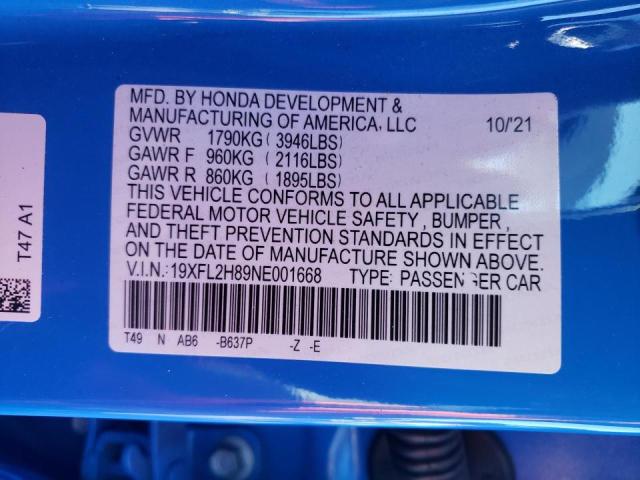 MFD. BY HONDA DEVELOPMENT &
MANUFACTURING OF AMERICA, LLC 10/'21
GVWR 1790KG (3946LBS)
GAWR F 960KG (2116LBS)
GAWR R 860KG (1895LBS)
THIS VEHICLE CONFORMS TO ALL APPLICABLE
FEDERAL MOTOR VEHICLE SAFETY, BUMPER,
AND THEFT PREVENTION STANDARDS IN EFFECT
ON THE DATE OF MANUFACTURE SHOWN ABOVE.
V.I.N.:19XFL2H89NE001668 TYPE: PASSENGER CAR
T49 N AB6 -B637P -Z -E
T47 A1